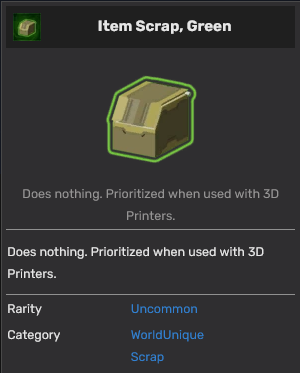 Item Scrap, Green
Does nothing. Prioritized when used with 3D
Printers.
Does nothing. Prioritized when used with 3D
Printers.
Rarity Uncommon
Category WorldUnique
Scrap